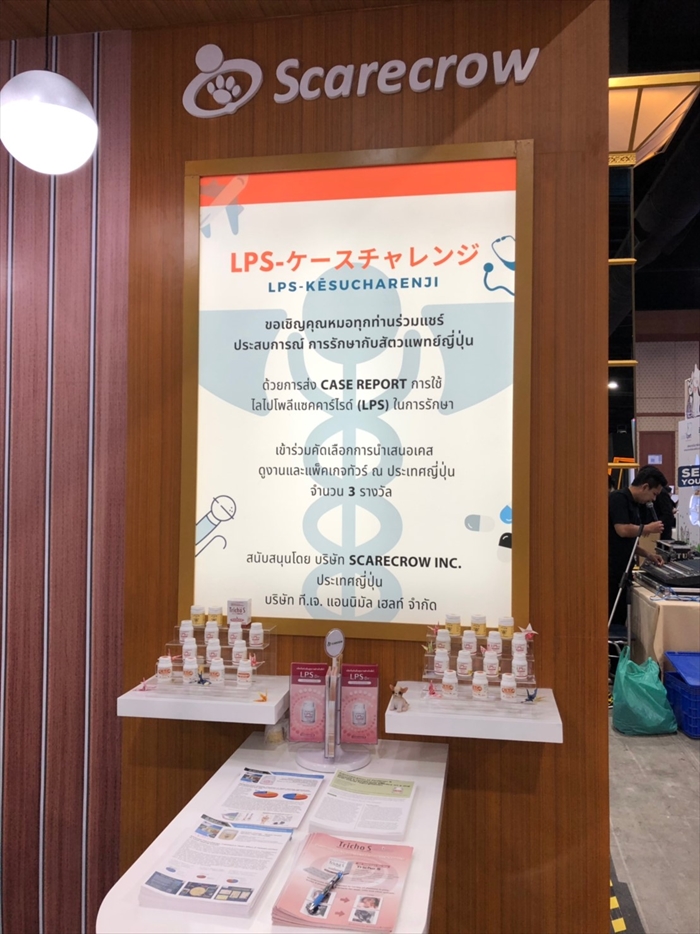 Scarecrow
LPS-ケースチャレンジ
LPS-KĒSUCHARENJI
ขอเชิญคุณหมอทุกท่านร่วมแชร์
ประสบการณ์ การรักษากับสัตวแพทย์ญี่ปุ่น
ด้วยการส่ง CASE REPORT การใช้
ไลโปโพลีแซคคาร์ไรด์ (LPS) ในการรักษา
เข้าร่วมคัดเลือกการนำเสนอเคส
ดูงานและแพ็คเกจทัวร์ ณ ประเทศญี่ปุ่น
จำนวน 3 รางวัล
สนับสนุนโดย บริษัท SCARECROW INC.
ประเทศญี่ปุ่น
บริษัท ที.เจ. แอนนิมัล เฮลท์ จำกัด
Tricho S
LPS
LPS
Tricho S
Tricho S
SE
YOU